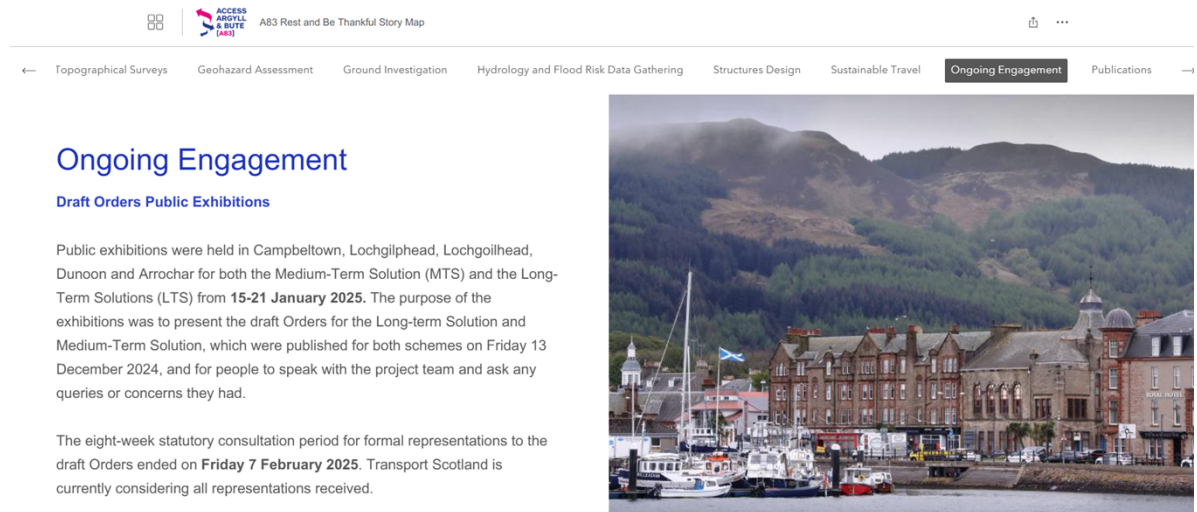 ACCESS
ARGYLL
& BUTE
[A83]
A83 Rest and Be Thankful Story Map
Topographical Surveys
Geohazard Assessment
Ground Investigation
Hydrology and Flood Risk Data Gathering
Structures Design
Sustainable Travel
Ongoing Engagement
Publications
Ongoing Engagement
Draft Orders Public Exhibitions
Public exhibitions were held in Campbeltown, Lochgilphead, Lochgoilhead,
Dunoon and Arrochar for both the Medium-Term Solution (MTS) and the Long-
Term Solutions (LTS) from 15-21 January 2025. The purpose of the
exhibitions was to present the draft Orders for the Long-term Solution and
Medium-Term Solution, which were published for both schemes on Friday 13
December 2024, and for people to speak with the project team and ask any
queries or concerns they had.
The eight-week statutory consultation period for formal representations to the
draft Orders ended on Friday 7 February 2025. Transport Scotland is
currently considering all representations received.
ROYAL HOTEL